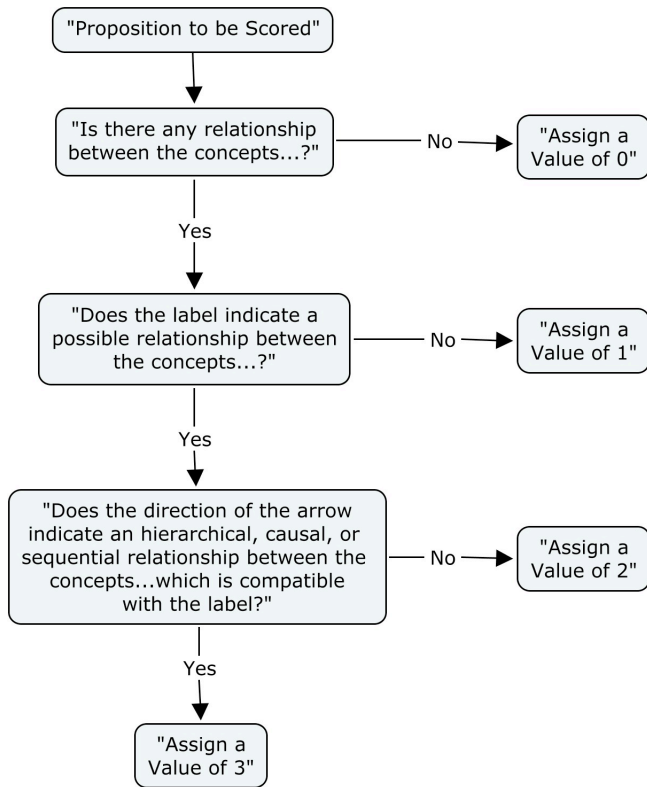 "Proposition to be Scored"
"Is there any relationship
between the concepts...?"
No
"Assign a
Value of 0"
Yes
"Does the label indicate a
possible relationship between
the concepts...?"
No
"Assign a
Value of 1"
Yes
"Does the direction of the arrow
indicate an hierarchical, causal, or
sequential relationship between the
concepts...which is compatible
with the label?"
No
"Assign a
Value of 2"
Yes
"Assign a
Value of 3"